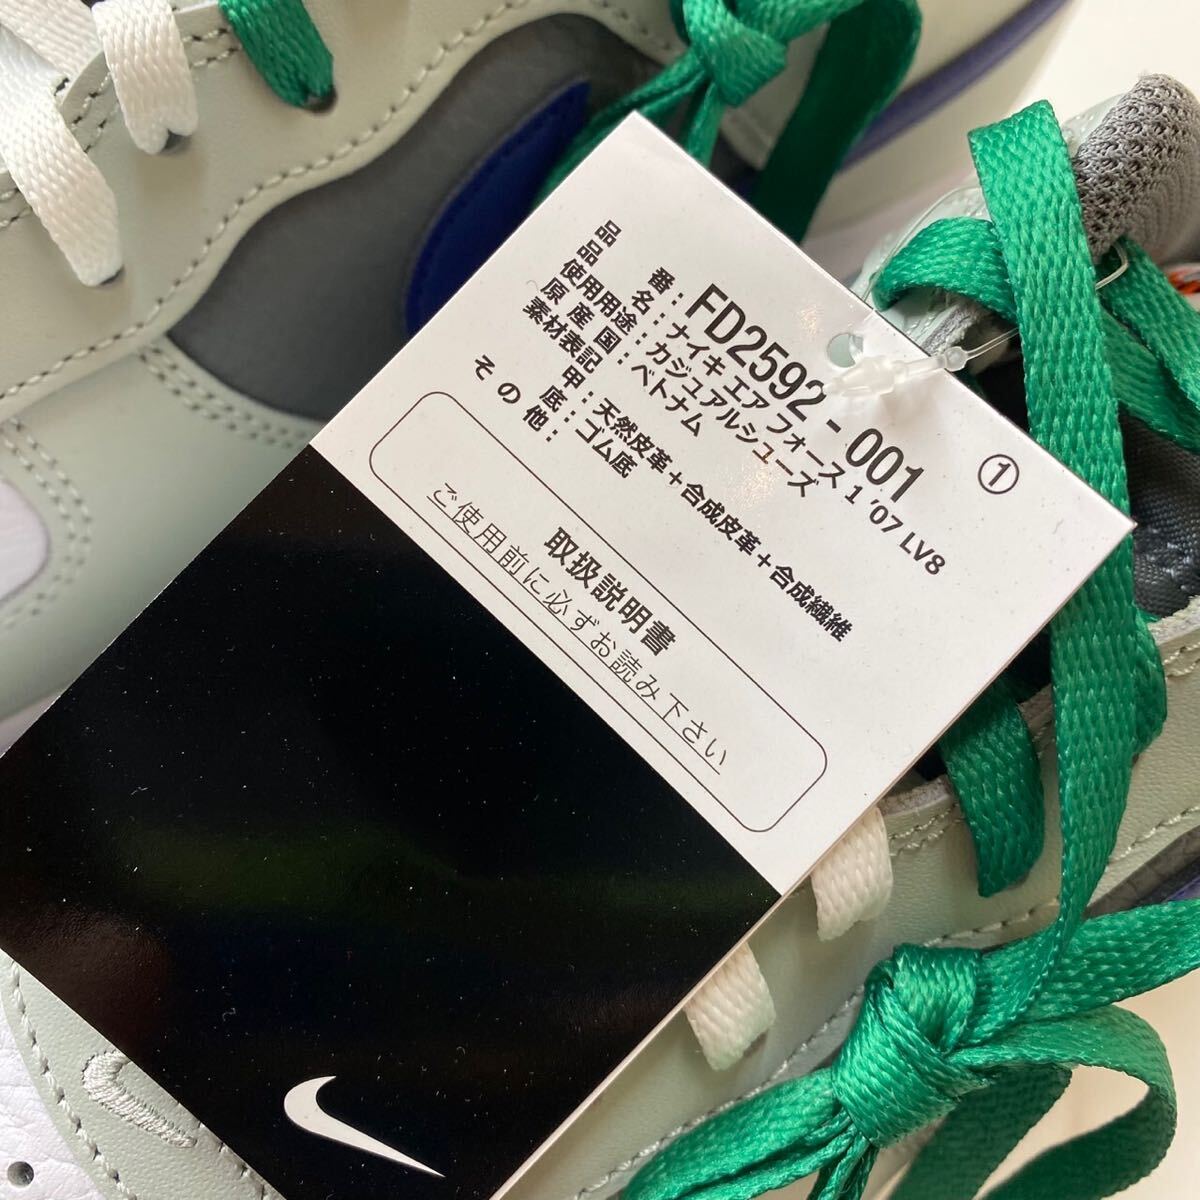 品番：FD2592-001
品名：ナイキ エア フォース 1 '07 LV8
使用用途：カジュアルシューズ
原産国：ベトナム
素材表記
甲：天然皮革＋合成皮革＋合成繊維
底：ゴム底
その他：
①
取扱説明書
ご使用前に必ずお読み下さい